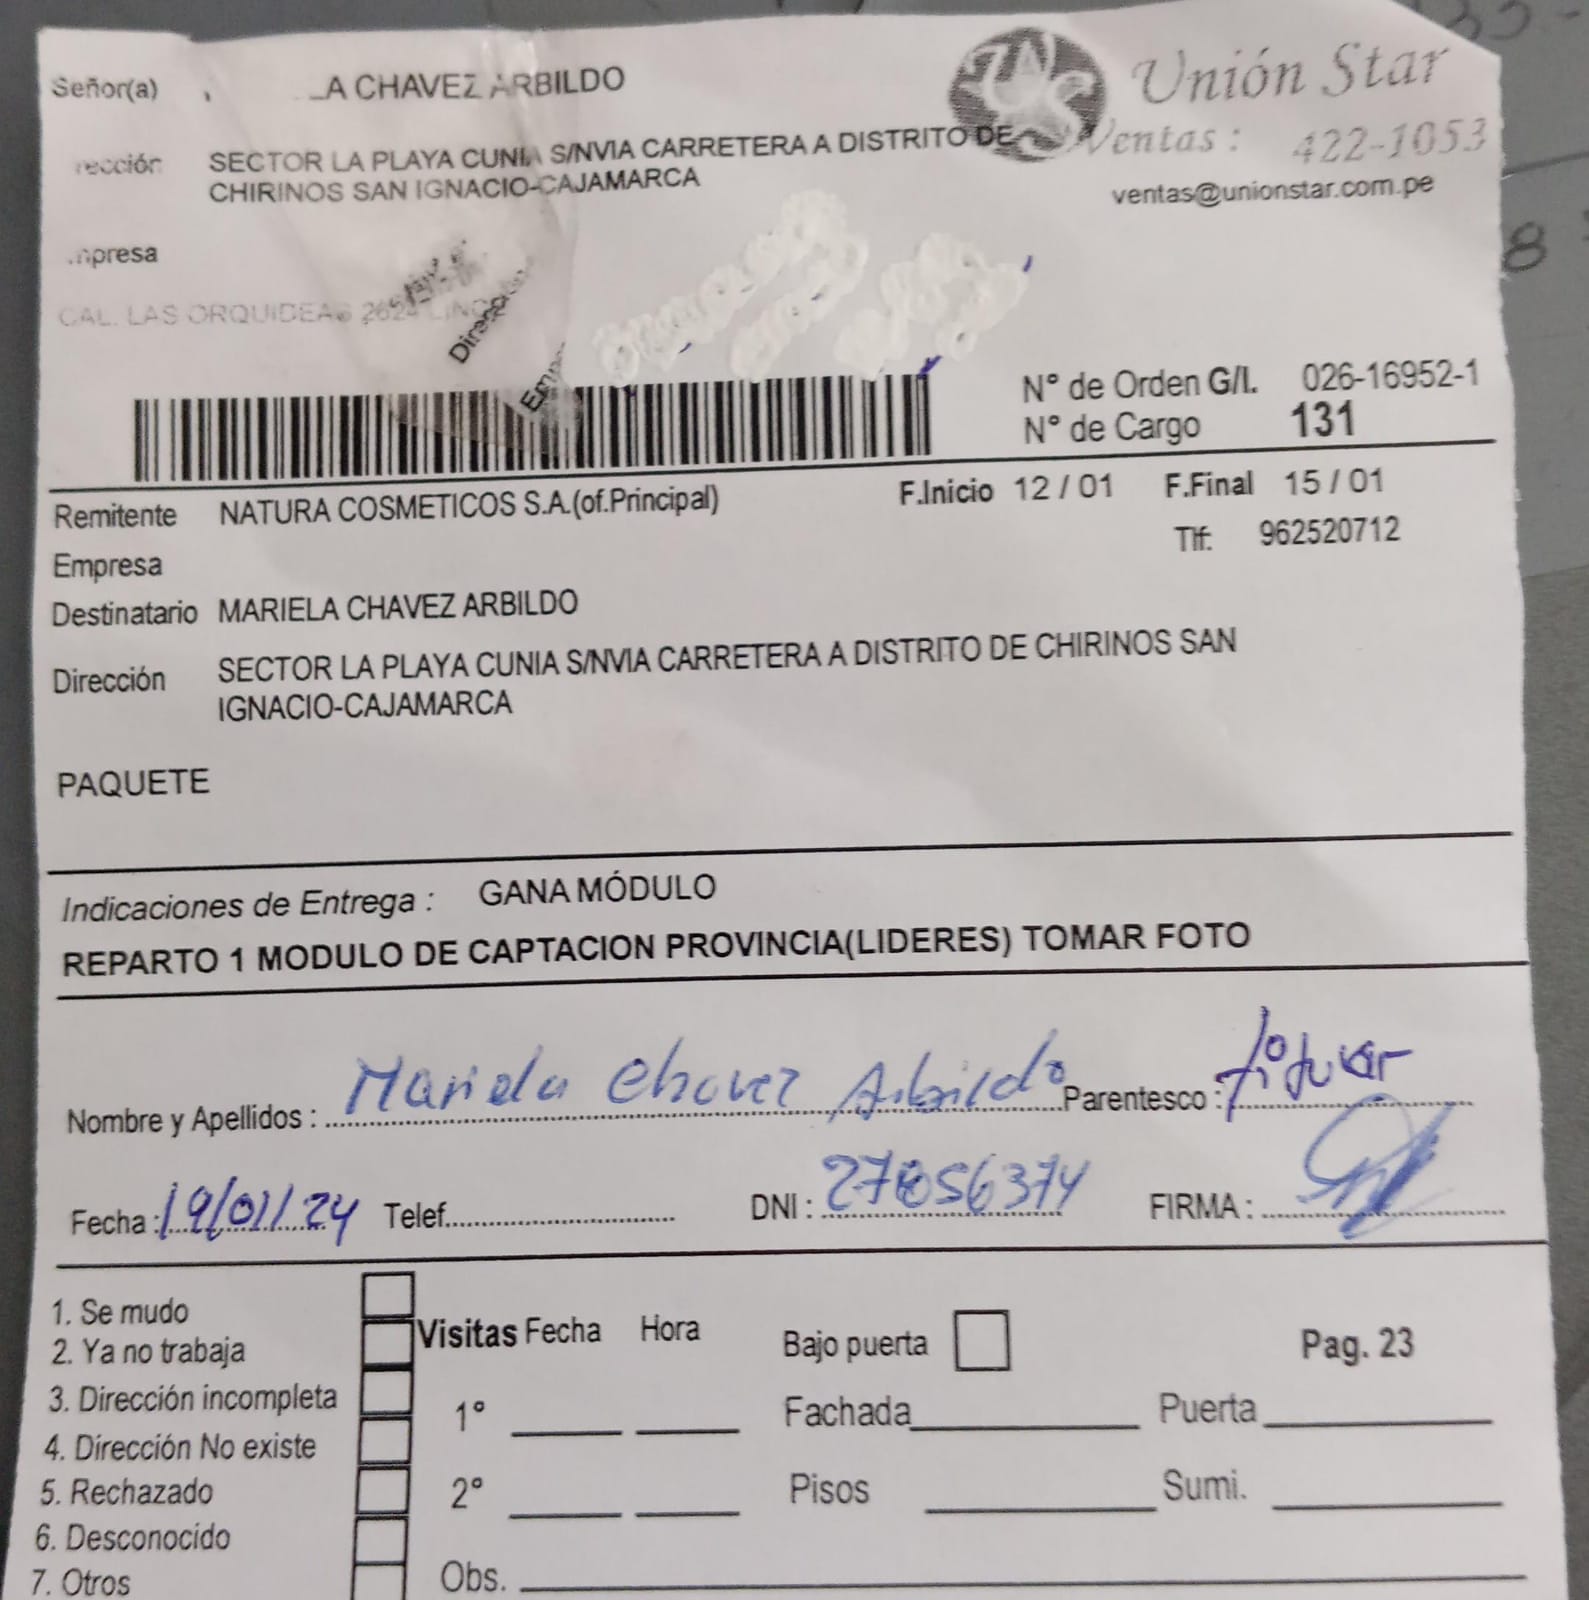 Señor(a) LA CHAVEZ ARBILDO
Unión Star
Ventas : 422-1053
ventas@unionstar.com.pe
rección SECTOR LA PLAYA CUNIA S/NVIA CARRETERA A DISTRITO DE
CHIRINOS SAN IGNACIO-CAJAMARCA
mpresa
CAL. LAS ORQUIDEAS
N° de Orden G/I. 026-16952-1
N° de Cargo 131
Remitente NATURA COSMETICOS S.A.(of.Principal) F.Inicio 12 / 01 F.Final 15 / 01
Tlf: 962520712
Empresa
Destinatario MARIELA CHAVEZ ARBILDO
Dirección SECTOR LA PLAYA CUNIA S/NVIA CARRETERA A DISTRITO DE CHIRINOS SAN
IGNACIO-CAJAMARCA
PAQUETE
Indicaciones de Entrega : GANA MÓDULO
REPARTO 1 MODULO DE CAPTACION PROVINCIA(LIDERES) TOMAR FOTO
Nombre y Apellidos : Mariela Chavez Arbildo Parentesco : Titular
Fecha : 19/01/24 Telef. DNI : 27856374 FIRMA :
1. Se mudo
2. Ya no trabaja
3. Dirección incompleta
4. Dirección No existe
5. Rechazado
6. Desconocido
7. Otros
Visitas Fecha Hora
1°
2°
Obs.
Bajo puerta Pag. 23
Fachada Puerta
Pisos Sumi.